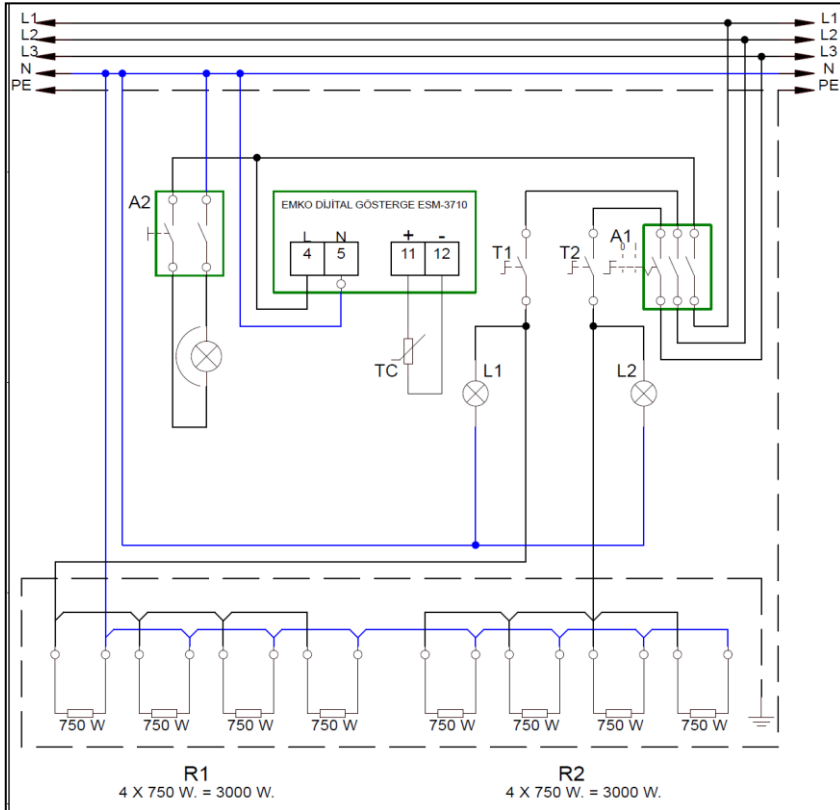 L1 L1
L2 L2
L3 L3
N N
PE PE
A2
EMKO DİJİTAL GÖSTERGE ESM-3710
L N + -
4 5 11 12
T1
T2
A1
0
TC
L1
L2
750 W 750 W 750 W 750 W 750 W 750 W 750 W 750 W
R1 R2
4 X 750 W. = 3000 W. 4 X 750 W. = 3000 W.